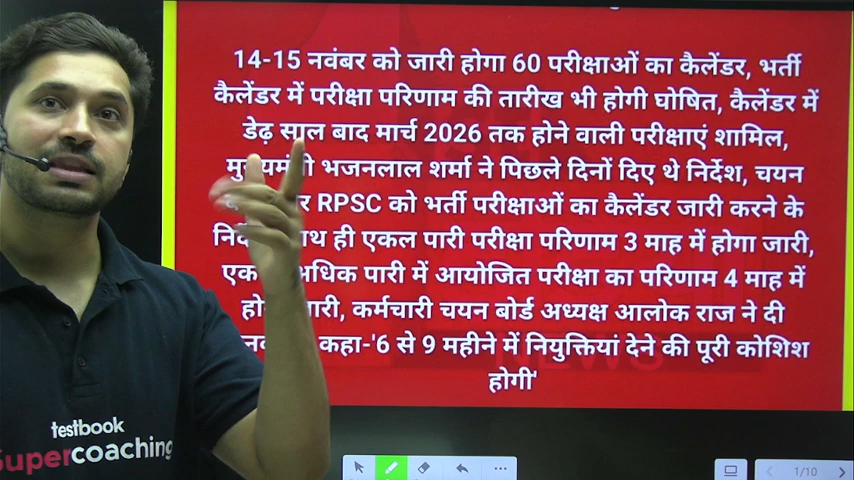 14-15 नवंबर को जारी होगा 60 परीक्षाओं का कैलेंडर, भर्ती
कैलेंडर में परीक्षा परिणाम की तारीख भी होगी घोषित, कैलेंडर में
डेढ़ साल बाद मार्च 2026 तक होने वाली परीक्षाएं शामिल,
भजनलाल शर्मा ने पिछले दिनों दिए थे निर्देश, चयन
RPSC को भर्ती परीक्षाओं का कैलेंडर जारी करने के
ही एकल पारी परीक्षा परिणाम 3 माह में होगा जारी,
अधिक पारी में आयोजित परीक्षा का परिणाम 4 माह में
कर्मचारी चयन बोर्ड अध्यक्ष आलोक राज ने दी
कहा-'6 से 9 महीने में नियुक्तियां देने की पूरी कोशिश
होगी'
NEWS
testbook
Supercoaching
1/10